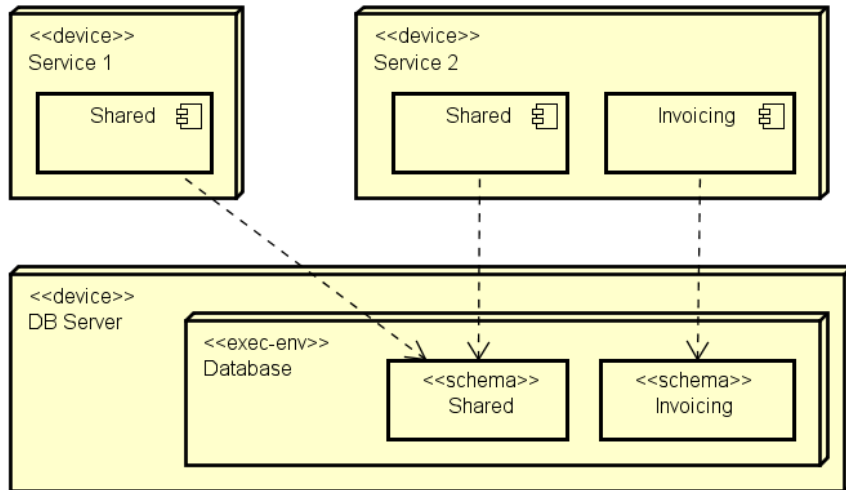 <<device>>
Service 1
Shared
<<device>>
Service 2
Shared
Invoicing
<<device>>
DB Server
<<exec-env>>
Database
<<schema>>
Shared
<<schema>>
Invoicing